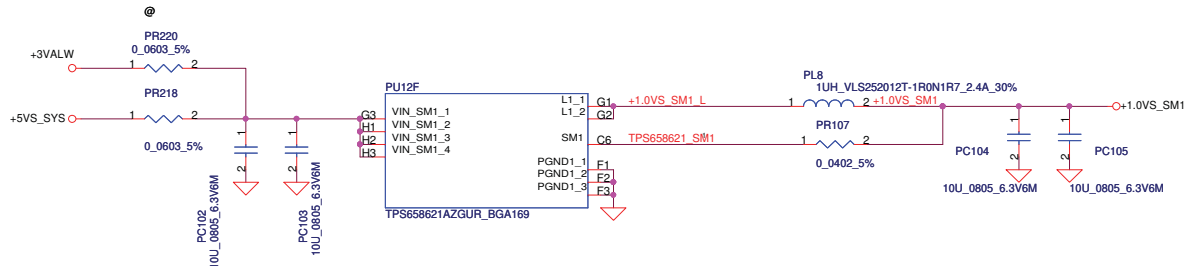 @
+3VALW
PR220
0_0603_5%
1
2
+5VS_SYS
PR218
1
2
0_0603_5%
1
2
PC102
10U_0805_6.3V6M
1
2
PC103
10U_0805_6.3V6M
PU12F
G3
VIN_SM1_1
H1
VIN_SM1_2
H2
VIN_SM1_3
H3
VIN_SM1_4
L1_1
G1
L1_2
G2
SM1
C6
PGND1_1
F1
PGND1_2
F2
PGND1_3
F3
TPS658621AZGUR_BGA169
+1.0VS_SM1_L
TPS658621_SM1
PL8
1UH_VLS252012T-1R0N1R7_2.4A_30%
1
2
+1.0VS_SM1
PR107
1
2
0_0402_5%
1
2
PC104
10U_0805_6.3V6M
1
2
PC105
10U_0805_6.3V6M
+1.0VS_SM1